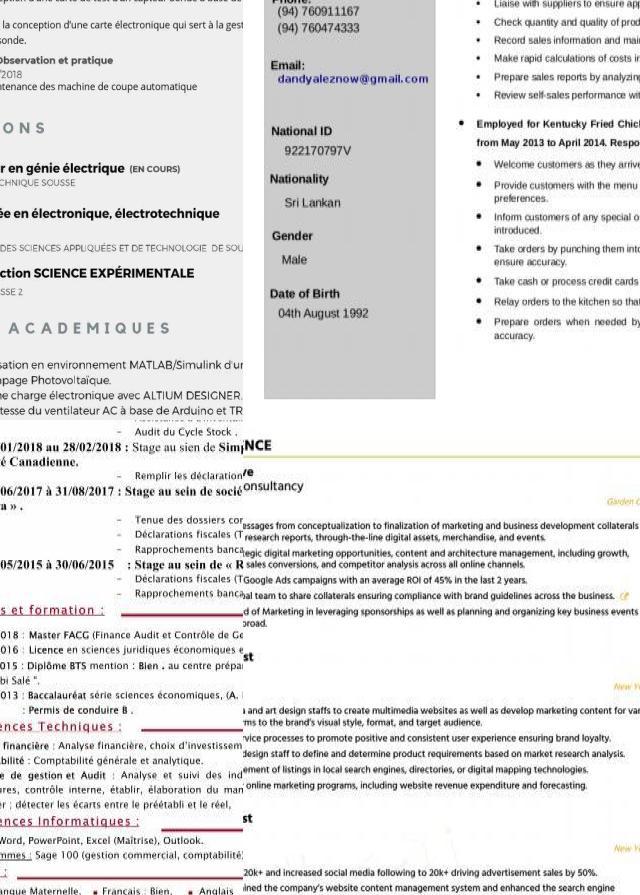 la conception d'une carte électronique qui sert à la gest
sonde.
Observation et pratique
/2018
ntenance des machine de coupe automatique
ONS
r en génie électrique (EN COURS)
CHNIQUE SOUSSE
ée en électronique, électrotechnique
DES SCIENCES APPLIQUÉES ET DE TECHNOLOGIE DE SOU
ction SCIENCE EXPÉRIMENTALE
SSE 2
ACADEMIQUES
sation en environnement MATLAB/Simulink d'un
mpage Photovoltaïque.
ne charge électronique avec ALTIUM DESIGNER.
tesse du ventilateur AC à base de Arduino et TR
Phone:
(94) 760911167
(94) 760474333
Email:
dandyaleznow@gmail.com
National ID
922170797V
Nationality
Sri Lankan
Gender
Male
Date of Birth
04th August 1992
Liaise with suppliers to ensure app
• Check quantity and quality of prod
• Record sales information and mai
• Make rapid calculations of costs in
• Prepare sales reports by analyzing
• Review self-sales performance wit
• Employed for Kentucky Fried Chick
from May 2013 to April 2014. Respo
• Welcome customers as they arrive
• Provide customers with the menu
preferences.
• Inform customers of any special o
introduced.
• Take orders by punching them into
ensure accuracy.
• Take cash or process credit cards
• Relay orders to the kitchen so that
• Prepare orders when needed by
accuracy.
– Audit du Cycle Stock .
01/2018 au 28/02/2018 : Stage au sien de Simp
é Canadienne.
– Remplir les déclaration
06/2017 à 31/08/2017 : Stage au sein de socié
a » .
– Tenue des dossiers con
– Déclarations fiscales (T
– Rapprochements banca
05/2015 à 30/06/2015 : Stage au sein de « R
– Déclarations fiscales (T
– Rapprochements banca
s et formation :
018 : Master FACG (Finance Audit et Contrôle de Ge
016 : Licence en sciences juridiques économiques e
015 : Diplôme BTS mention : Bien . au centre prépa
bi Salé ".
013 : Baccalauréat série sciences économiques, (A.
: Permis de conduire B .
ences Techniques :
financière : Analyse financière, choix d'investissem
bilité : Comptabilité générale et analytique.
e de gestion et Audit : Analyse et suivi des ind
ures, contrôle interne, établir, élaboration du man
er ; détecter les écarts entre le préétabli et le réel,
ences Informatiques :
Word, PowerPoint, Excel (Maîtrise), Outlook.
mmes : Sage 100 (gestion commercial, comptabilité
:
angue Maternelle. ▪ Français : Bien. ▪ Anglais
NCE
ve
onsultancy
Garden C
essages from conceptualization to finalization of marketing and business development collaterals
research reports, through-the-line digital assets, merchandise, and events.
tegic digital marketing opportunities, content and architecture management, including growth,
sales conversions, and competitor analysis across all online channels.
Google Ads campaigns with an average ROI of 45% in the last 2 years.
nal team to share collaterals ensuring compliance with brand guidelines across the business.
d of Marketing in leveraging sponsorships as well as planning and organizing key business events
broad.
st
New Yo
and art design staffs to create multimedia websites as well as develop marketing content for var
ms to the brand's visual style, format, and target audience.
rvice processes to promote positive and consistent user experience ensuring brand loyalty.
design staff to define and determine product requirements based on market research analysis.
ement of listings in local search engines, directories, or digital mapping technologies.
online marketing programs, including website revenue expenditure and forecasting.
st
New Yo
20k+ and increased social media following to 20k+ driving advertisement sales by 50%.
ined the company's website content management system and enhanced the search engine